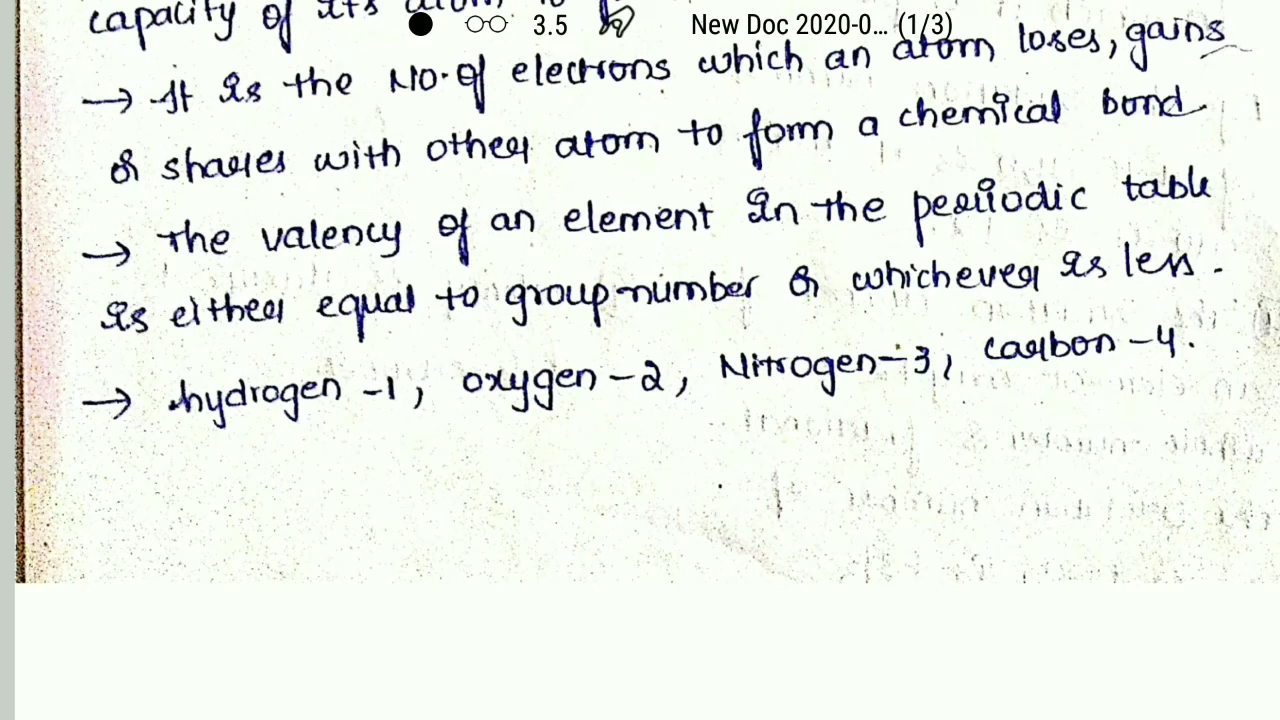 capacity of its
3.5 New Doc 2020-0... (1/3)
→ It is the No. of electrons which an atom loses, gains
or shares with other atom to form a chemical bond
→ the valency of an element in the periodic table
is either equal to group number or whichever is less.
→ hydrogen -1, oxygen -2, Nitrogen -3, carbon -4.